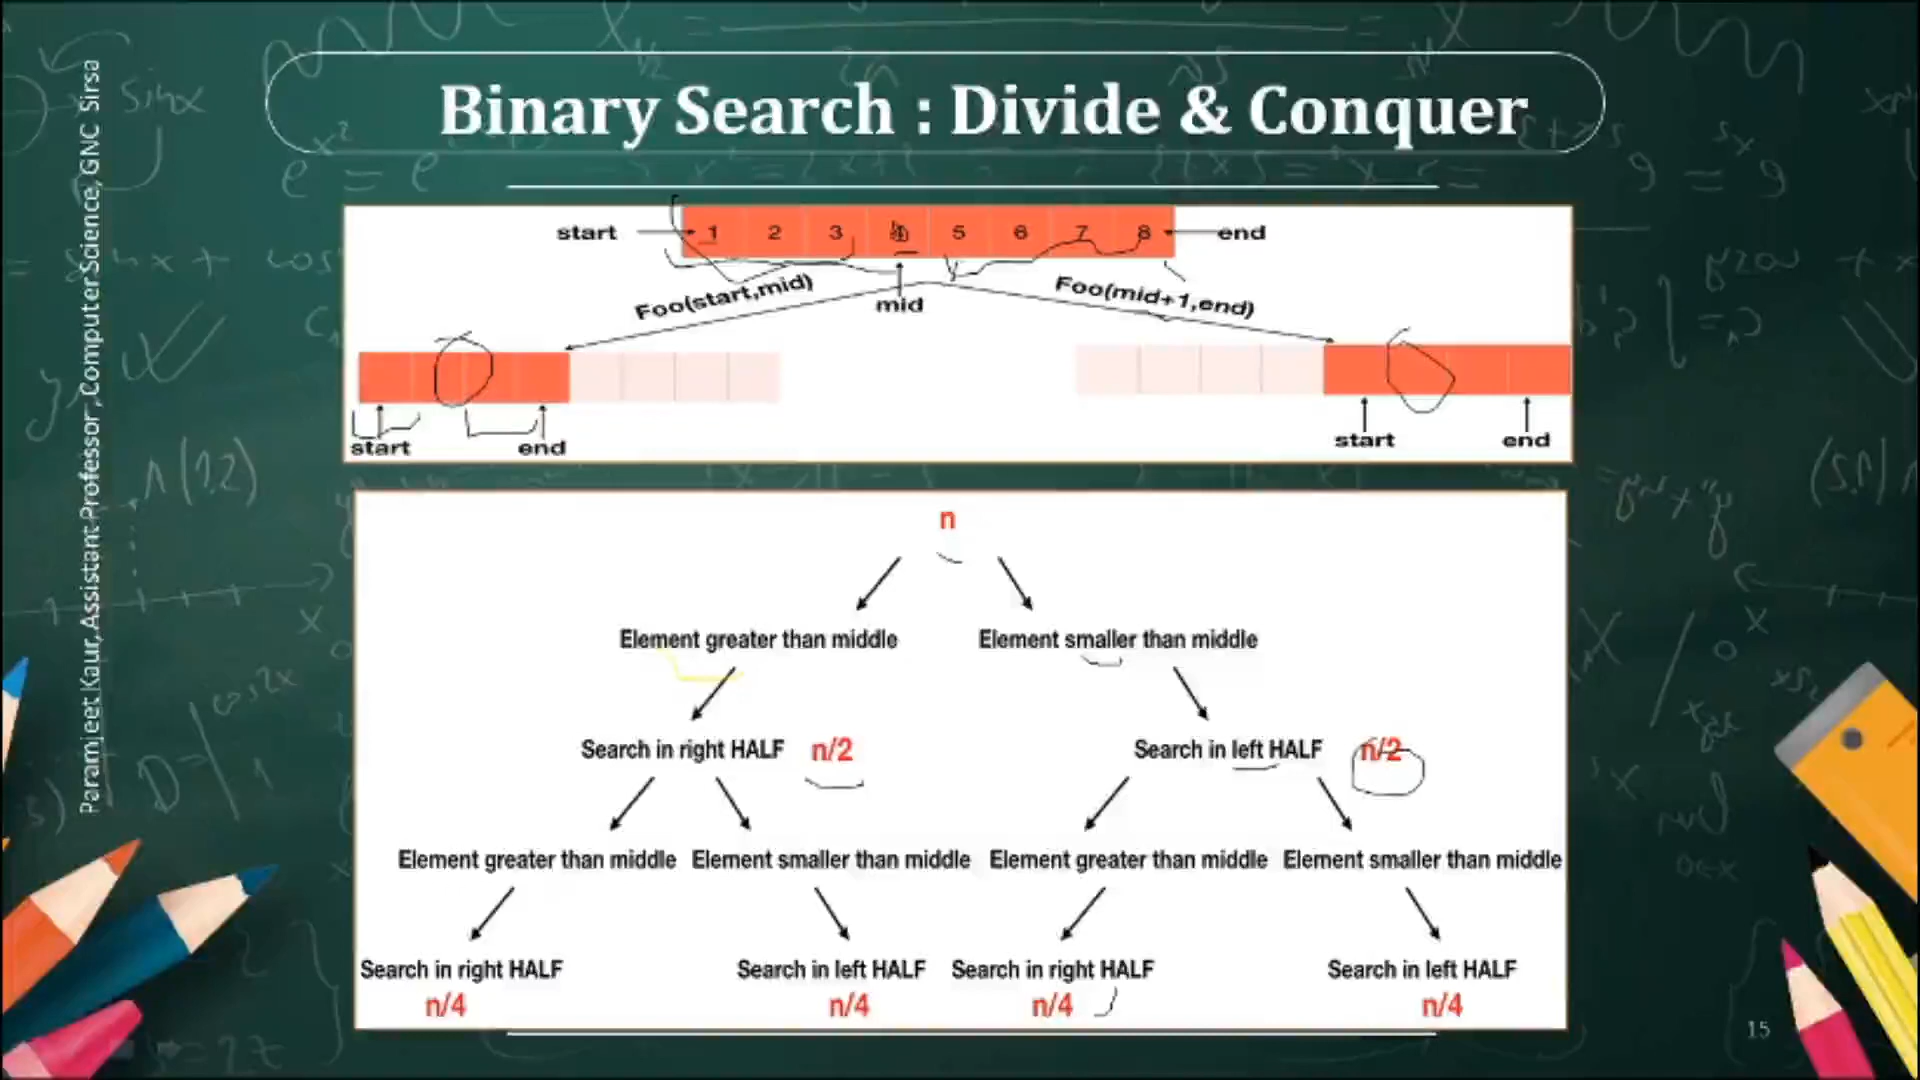 Binary Search : Divide & Conquer
Paramjeet Kaur, Assistant Professor, Computer Science, GNC Sirsa
start 1 2 3 4 5 6 7 8 end
Foo(start,mid) mid Foo(mid+1,end)
start end start end
n
Element greater than middle Element smaller than middle
Search in right HALF n/2 Search in left HALF n/2
Element greater than middle Element smaller than middle Element greater than middle Element smaller than middle
Search in right HALF Search in left HALF Search in right HALF Search in left HALF
n/4 n/4 n/4 n/4
15